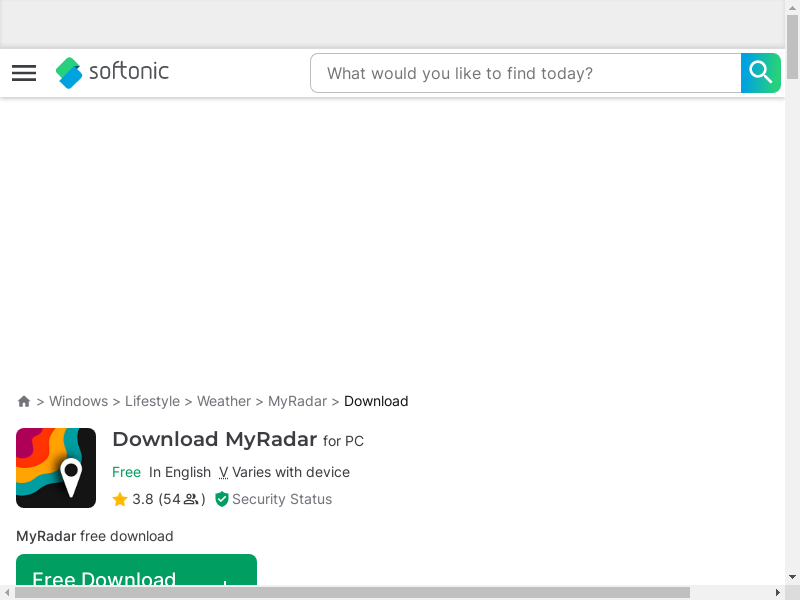 softonic
What would you like to find today?
> Windows > Lifestyle > Weather > MyRadar > Download
Download MyRadar for PC
Free In English V Varies with device
3.8 (54) Security Status
MyRadar free download
Free Download